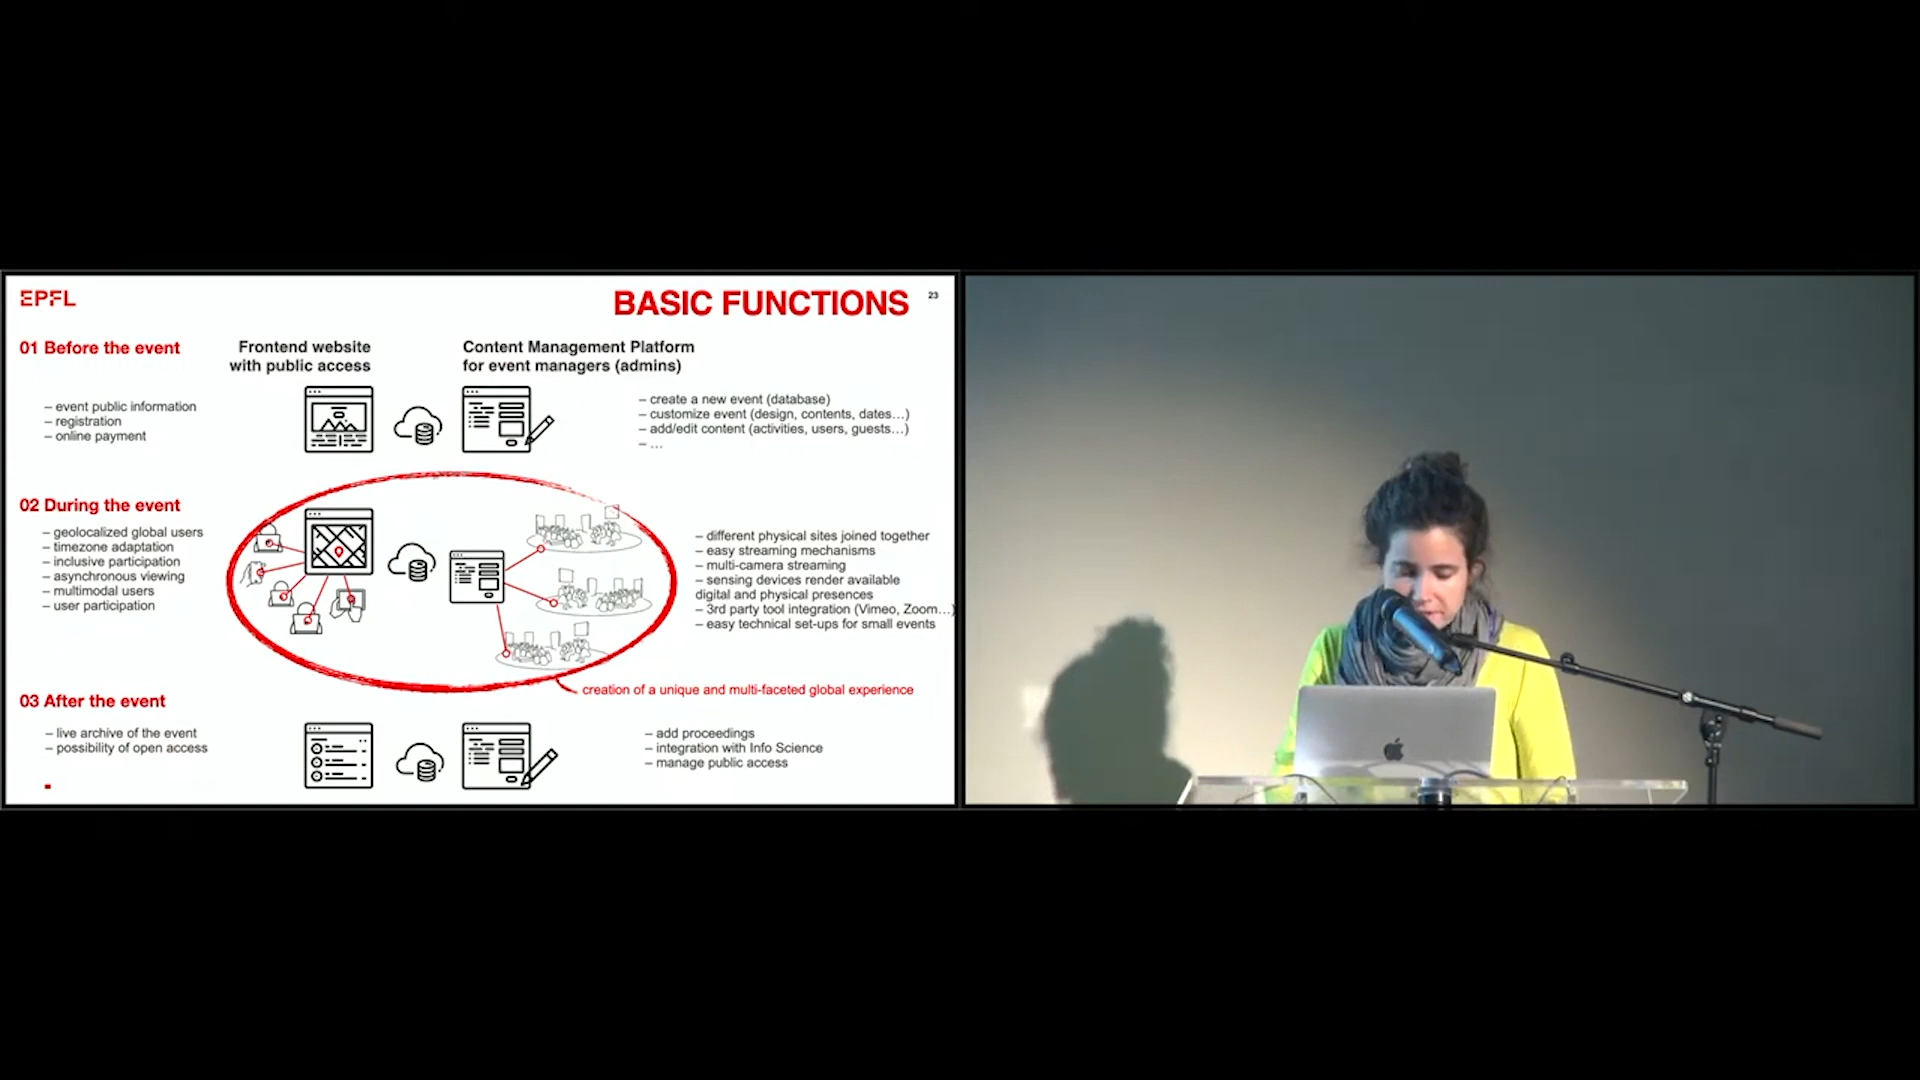 EPFL
BASIC FUNCTIONS
23
01 Before the event
Frontend website
with public access
Content Management Platform
for event managers (admins)
– event public information
– registration
– online payment
– create a new event (database)
– customize event (design, contents, dates…)
– add/edit content (activities, users, guests…)
– …
02 During the event
– geolocalized global users
– timezone adaptation
– inclusive participation
– asynchronous viewing
– multimodal users
– user participation
– different physical sites joined together
– easy streaming mechanisms
– multi-camera streaming
– sensing devices render available
digital and physical presences
– 3rd party tool integration (Vimeo, Zoom…)
– easy technical set-ups for small events
creation of a unique and multi-faceted global experience
03 After the event
– live archive of the event
– possibility of open access
– add proceedings
– integration with Info Science
– manage public access